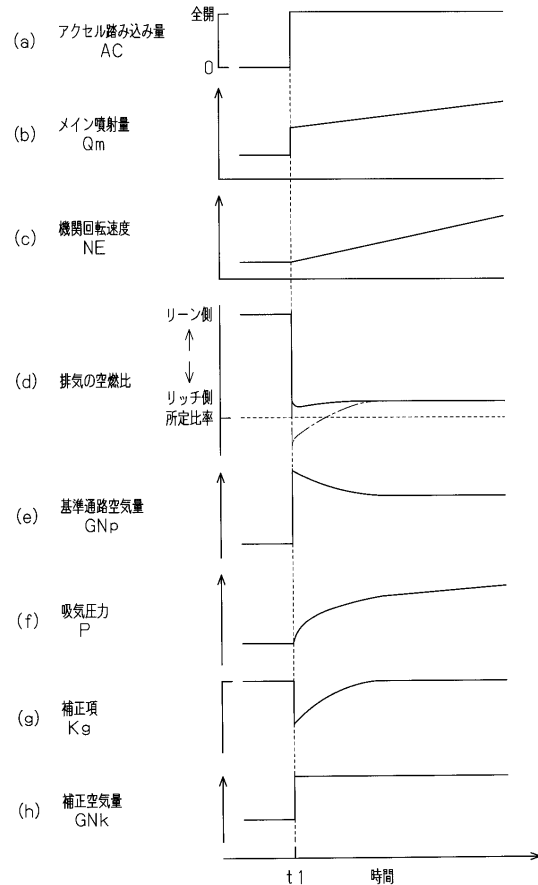 (a) アクセル踏み込み量
AC
全開
0
(b) メイン噴射量
Qm
(c) 機関回転速度
NE
(d) 排気の空燃比
リーン側
リッチ側
所定比率
(e) 基準通路空気量
GNp
(f) 吸気圧力
P
(g) 補正項
Kg
(h) 補正空気量
GNk
t1 時間